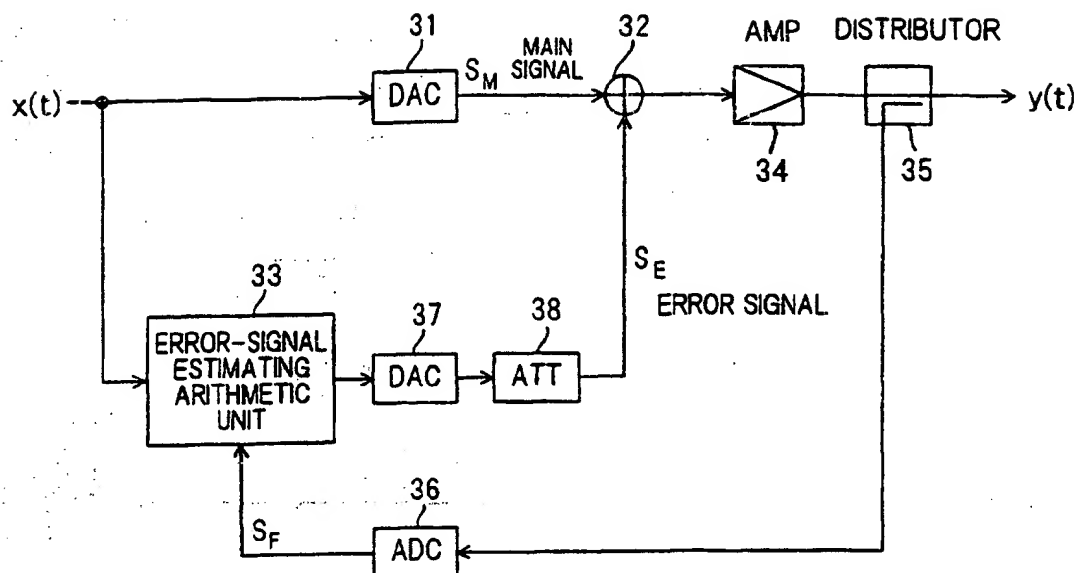 31
32
AMP DISTRIBUTOR
x(t)
DAC
S_M
MAIN
SIGNAL
y(t)
34
35
S_E
ERROR SIGNAL
33
37
38
ERROR-SIGNAL
ESTIMATING
ARITHMETIC
UNIT
DAC
ATT
36
S_F
ADC